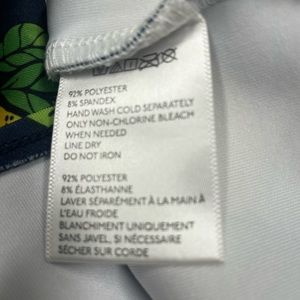 92% POLYESTER
8% SPANDEX
HAND WASH COLD SEPARATELY
ONLY NON-CHLORINE BLEACH
WHEN NEEDED
LINE DRY
DO NOT IRON
92% POLYESTER
8% ÉLASTHANNE
LAVER SÉPARÉMENT À LA MAIN À
L'EAU FROIDE
BLANCHIMENT UNIQUEMENT
SANS JAVEL, SI NÉCESSAIRE
SÉCHER SUR CORDE